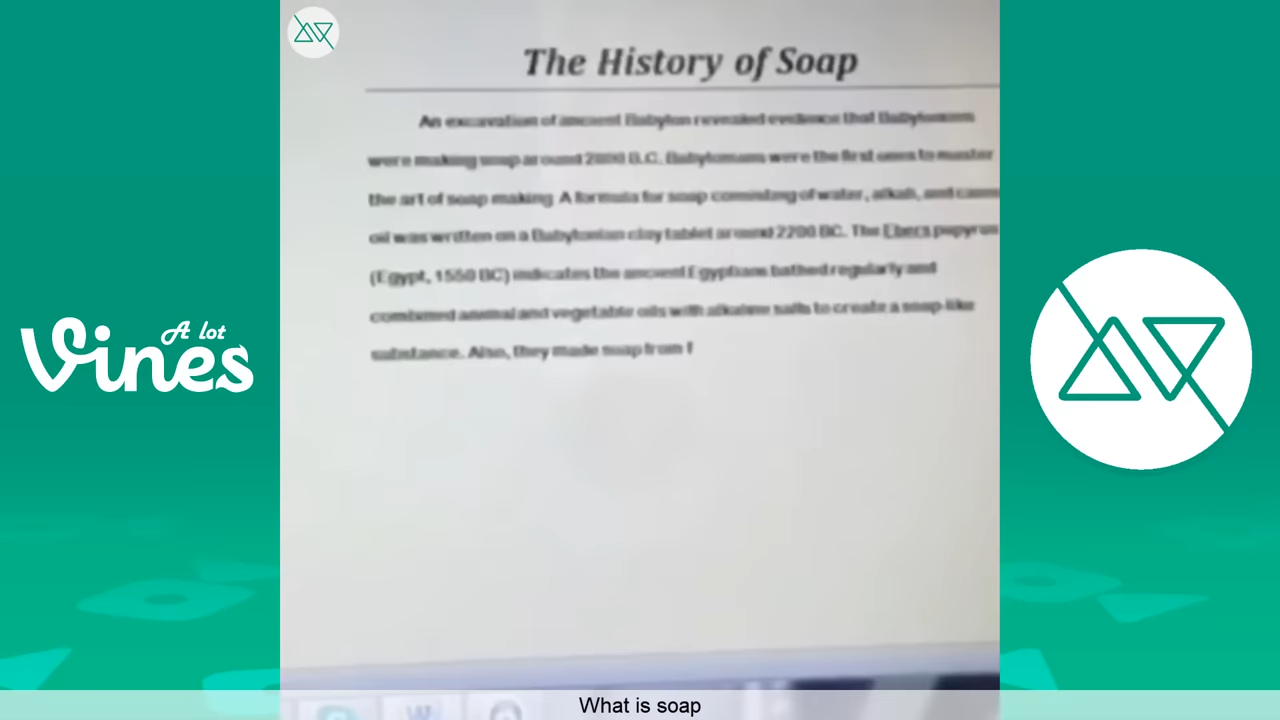 The History of Soap
An excavation of ancient Babylon revealed evidence that Babylonians
were making soap around 2800 B.C. Babylonians were the first ones to master
the art of soap making. A formula for soap consisting of water, alkali, and
oil was written on a Babylonian clay tablet around 2200 BC. The Ebers papyrus
(Egypt, 1550 BC) indicates the ancient Egyptians bathed regularly and
combined animal and vegetable oils with alkaline salts to create a soap-like
substance. Also, they made soap from f
A lot
Vines
What is soap